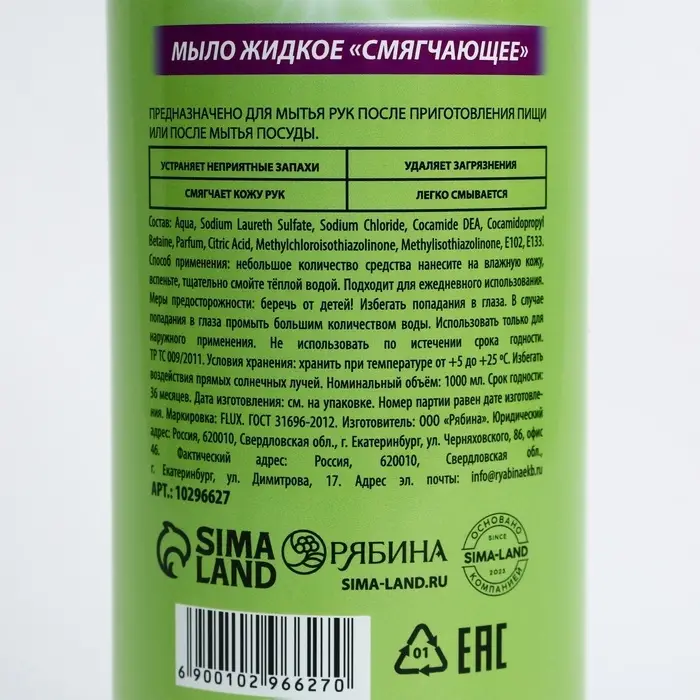 МЫЛО ЖИДКОЕ «СМЯГЧАЮЩЕЕ»
ПРЕДНАЗНАЧЕНО ДЛЯ МЫТЬЯ РУК ПОСЛЕ ПРИГОТОВЛЕНИЯ ПИЩИ
ИЛИ ПОСЛЕ МЫТЬЯ ПОСУДЫ.
УСТРАНЯЕТ НЕПРИЯТНЫЕ ЗАПАХИ УДАЛЯЕТ ЗАГРЯЗНЕНИЯ
СМЯГЧАЕТ КОЖУ РУК ЛЕГКО СМЫВАЕТСЯ
Состав: Aqua, Sodium Laureth Sulfate, Sodium Chloride, Cocamide DEA, Cocamidopropyl
Betaine, Parfum, Citric Acid, Methylchloroisothiazolinone, Methylisothiazolinone, E102, E133.
Способ применения: небольшое количество средства нанесите на влажную кожу,
вспеньте, тщательно смойте тёплой водой. Подходит для ежедневного использования.
Меры предосторожности: беречь от детей! Избегать попадания в глаза. В случае
попадания в глаза промыть большим количеством воды. Использовать только для
наружного применения. Не использовать по истечении срока годности.
ТР ТС 009/2011. Условия хранения: хранить при температуре от +5 до +25 ºС. Избегать
воздействия прямых солнечных лучей. Номинальный объём: 1000 мл. Срок годности:
36 месяцев. Дата изготовления: см. на упаковке. Номер партии равен дате изготовле-
ния. Маркировка: FLUX. ГОСТ 31696-2012. Изготовитель: ООО «Рябина». Юридический
адрес: Россия, 620010, Свердловская обл., г. Екатеринбург, ул. Черняховского, 86, офис
46. Фактический адрес: Россия, 620010, Свердловская обл.,
г. Екатеринбург, ул. Димитрова, 17. Адрес эл. почты: info@ryabinaekb.ru
АРТ.: 10296627
SIMA
LAND
РЯБИНА
SIMA-LAND.RU
ОСНОВАНО
SINCE
SIMA-LAND
2023
КОМПАНИЕЙ
01
EAC
6 900102 966270